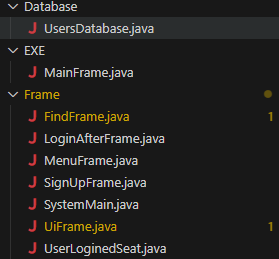 Database
UsersDatabase.java
EXE
MainFrame.java
Frame
FindFrame.java 1
LoginAfterFrame.java
MenuFrame.java
SignUpFrame.java
SystemMain.java
UiFrame.java 1
UserLoginedSeat.java